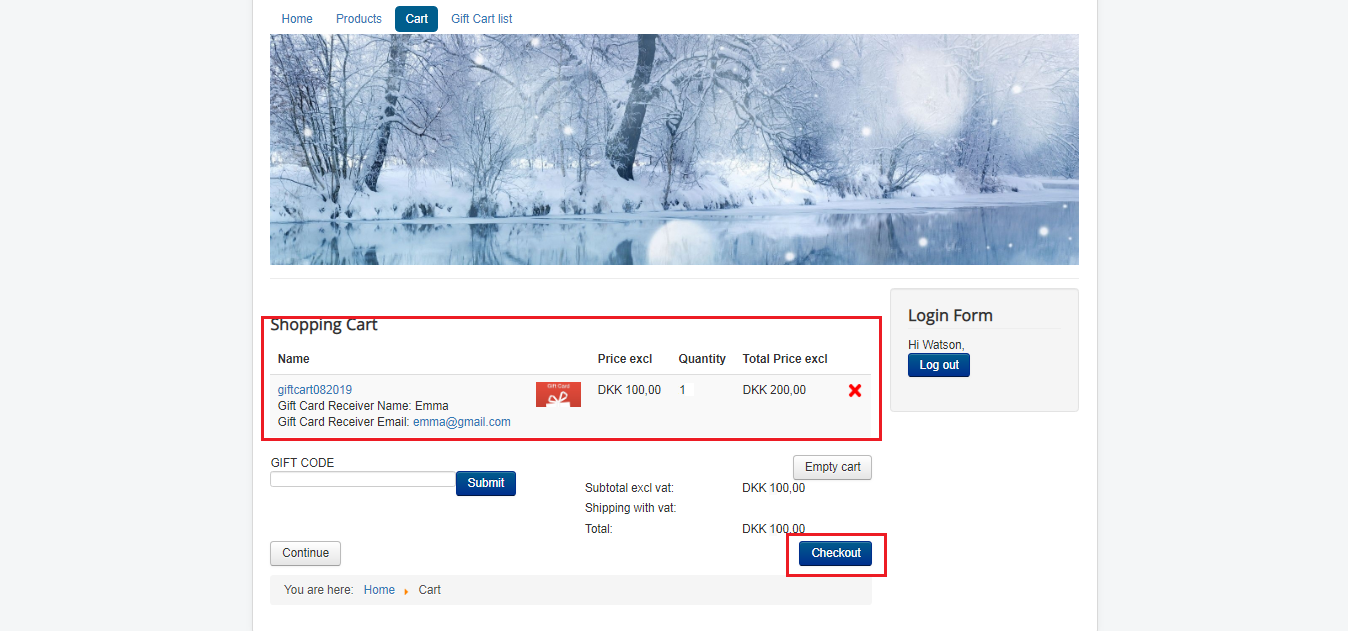 Home Products Cart Gift Cart list
Shopping Cart
Name Price excl Quantity Total Price excl
giftcart082019 Gift Card DKK 100,00 1 DKK 200,00
Gift Card Receiver Name: Emma
Gift Card Receiver Email: emma@gmail.com
Login Form
Hi Watson,
Log out
GIFT CODE
Submit
Empty cart
Subtotal excl vat: DKK 100,00
Shipping with vat:
Total: DKK 100,00
Continue Checkout
You are here: Home Cart